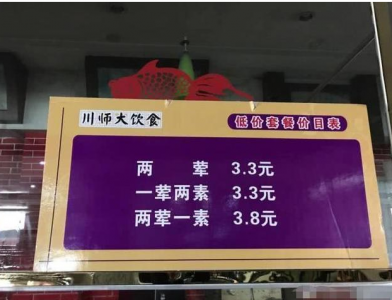 川师大饮食
低价套餐价目表
两 荤 3.3元
一荤两素 3.3元
两荤一素 3.8元